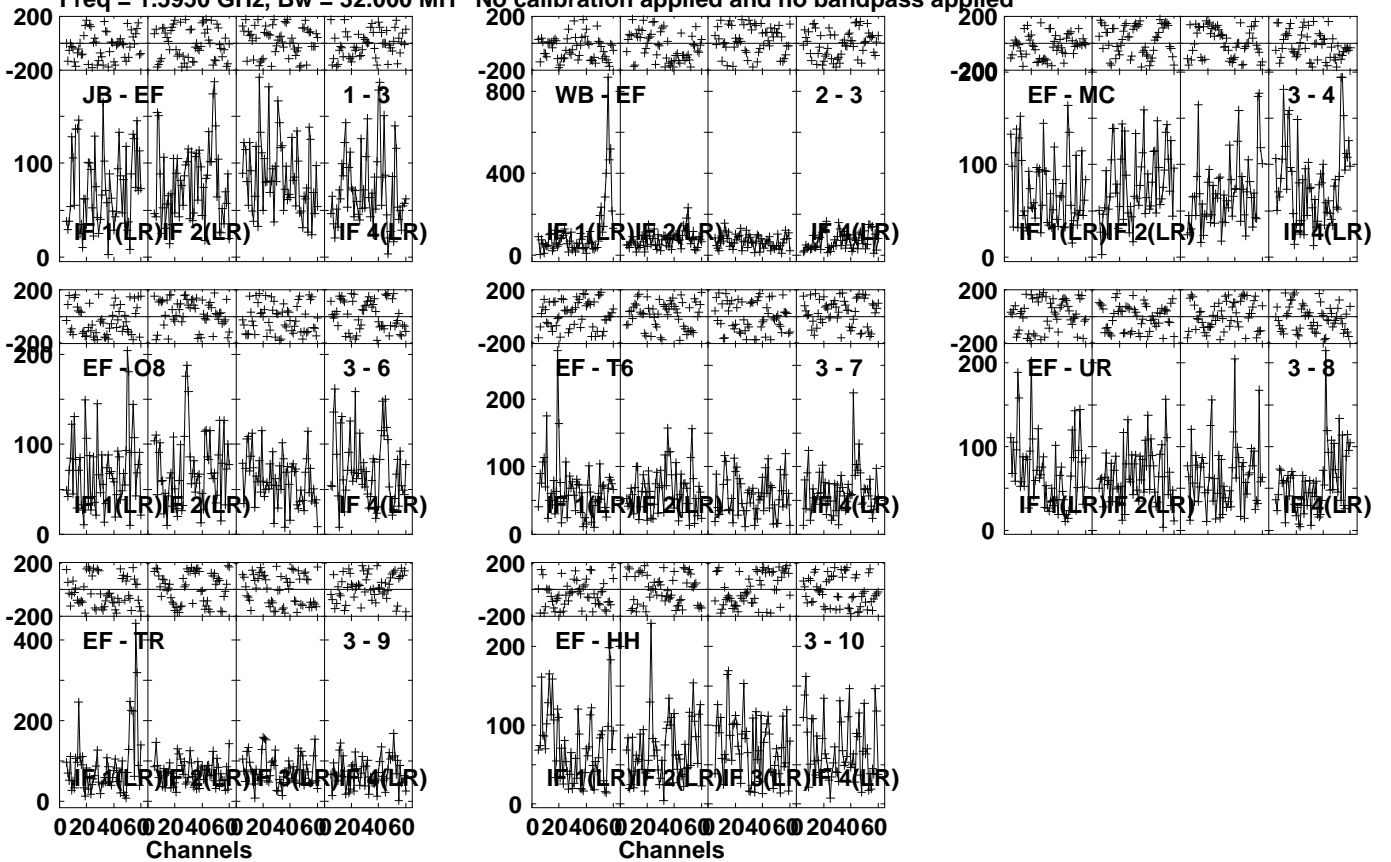 Freq = 1.5950 GHz, Bw = 32.000 MH No calibration applied and no bandpass applied
200
-200
JB - EF 1 - 3
100
0
IF 1(LR) IF 2(LR) IF 4(LR)
200
-200
WB - EF 2 - 3
800
400
0
IF 1(LR) IF 2(LR) IF 4(LR)
200
-200
200
EF - MC 3 - 4
100
0
IF 1(LR) IF 2(LR) IF 4(LR)
200
-200
200
EF - O8 3 - 6
100
0
IF 1(LR) IF 2(LR) IF 4(LR)
200
-200
EF - T6 3 - 7
200
100
0
IF 1(LR) IF 2(LR) IF 4(LR)
200
-200
200
EF - UR 3 - 8
100
0
IF 1(LR) IF 2(LR) IF 4(LR)
200
-200
EF - TR 3 - 9
400
200
0
IF 1(LR) IF 2(LR) IF 3(LR) IF 4(LR)
0 20 40 60 0 20 40 60 0 20 40 60 0 20 40 60
Channels
200
-200
EF - HH 3 - 10
200
100
0
IF 1(LR) IF 2(LR) IF 3(LR) IF 4(LR)
0 20 40 60 0 20 40 60 0 20 40 60 0 20 40 60
Channels